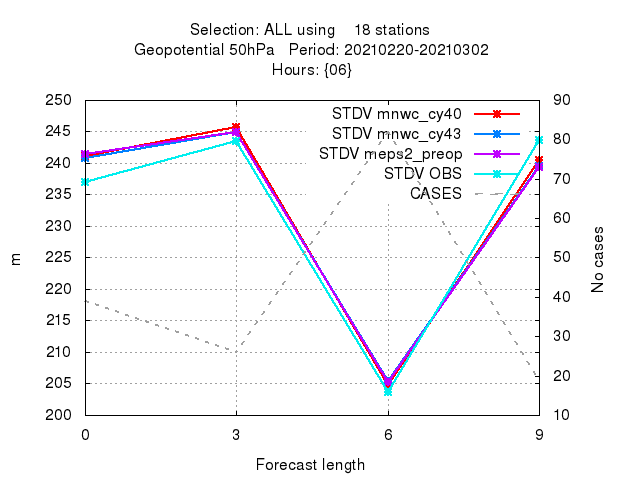 Selection: ALL using    18 stations
Geopotential 50hPa   Period: 20210220-20210302
Hours: {06}
250
245
240
235
230
225
220
215
210
205
200
m
STDV mnwc_cy40
STDV mnwc_cy43
STDV meps2_preop
STDV OBS
CASES
90
80
70
60
50
40
30
20
10
No cases
0 3 6 9
Forecast length